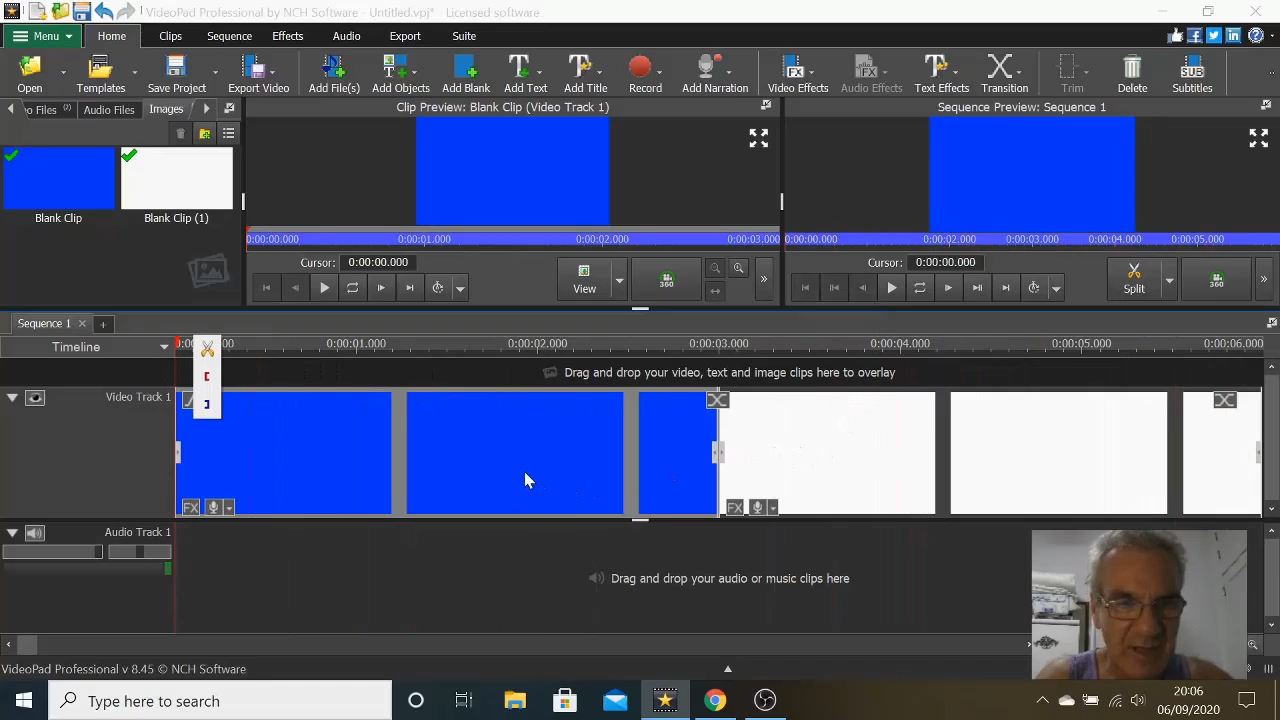 VideoPad Professional by NCH Software - Untitled.vpj* - Licensed software
Menu Home Clips Sequence Effects Audio Export Suite
Open Templates Save Project Export Video Add File(s) Add Objects Add Blank Add Text Add Title Record Add Narration Video Effects Audio Effects Text Effects Transition Trim Delete Subtitles
Files (2) Audio Files Images
Clip Preview: Blank Clip (Video Track 1)
Sequence Preview: Sequence 1
Blank Clip Blank Clip (1)
0:00:00.000 0:00:01.000 0:00:02.000 0:00:03.000
0:00:00.000 0:00:02.000 0:00:03.000 0:00:04.000 0:00:05.000
Cursor: 0:00:00.000 View 360
Cursor: 0:00:00.000 Split 360
Sequence 1
Timeline 0:00:01.000 0:00:02.000 0:00:03.000 0:00:04.000 0:00:05.000 0:00:06.000
Drag and drop your video, text and image clips here to overlay
Video Track 1
FX FX
Audio Track 1
Drag and drop your audio or music clips here
VideoPad Professional v 8.45 © NCH Software
Type here to search
20:06
06/09/2020